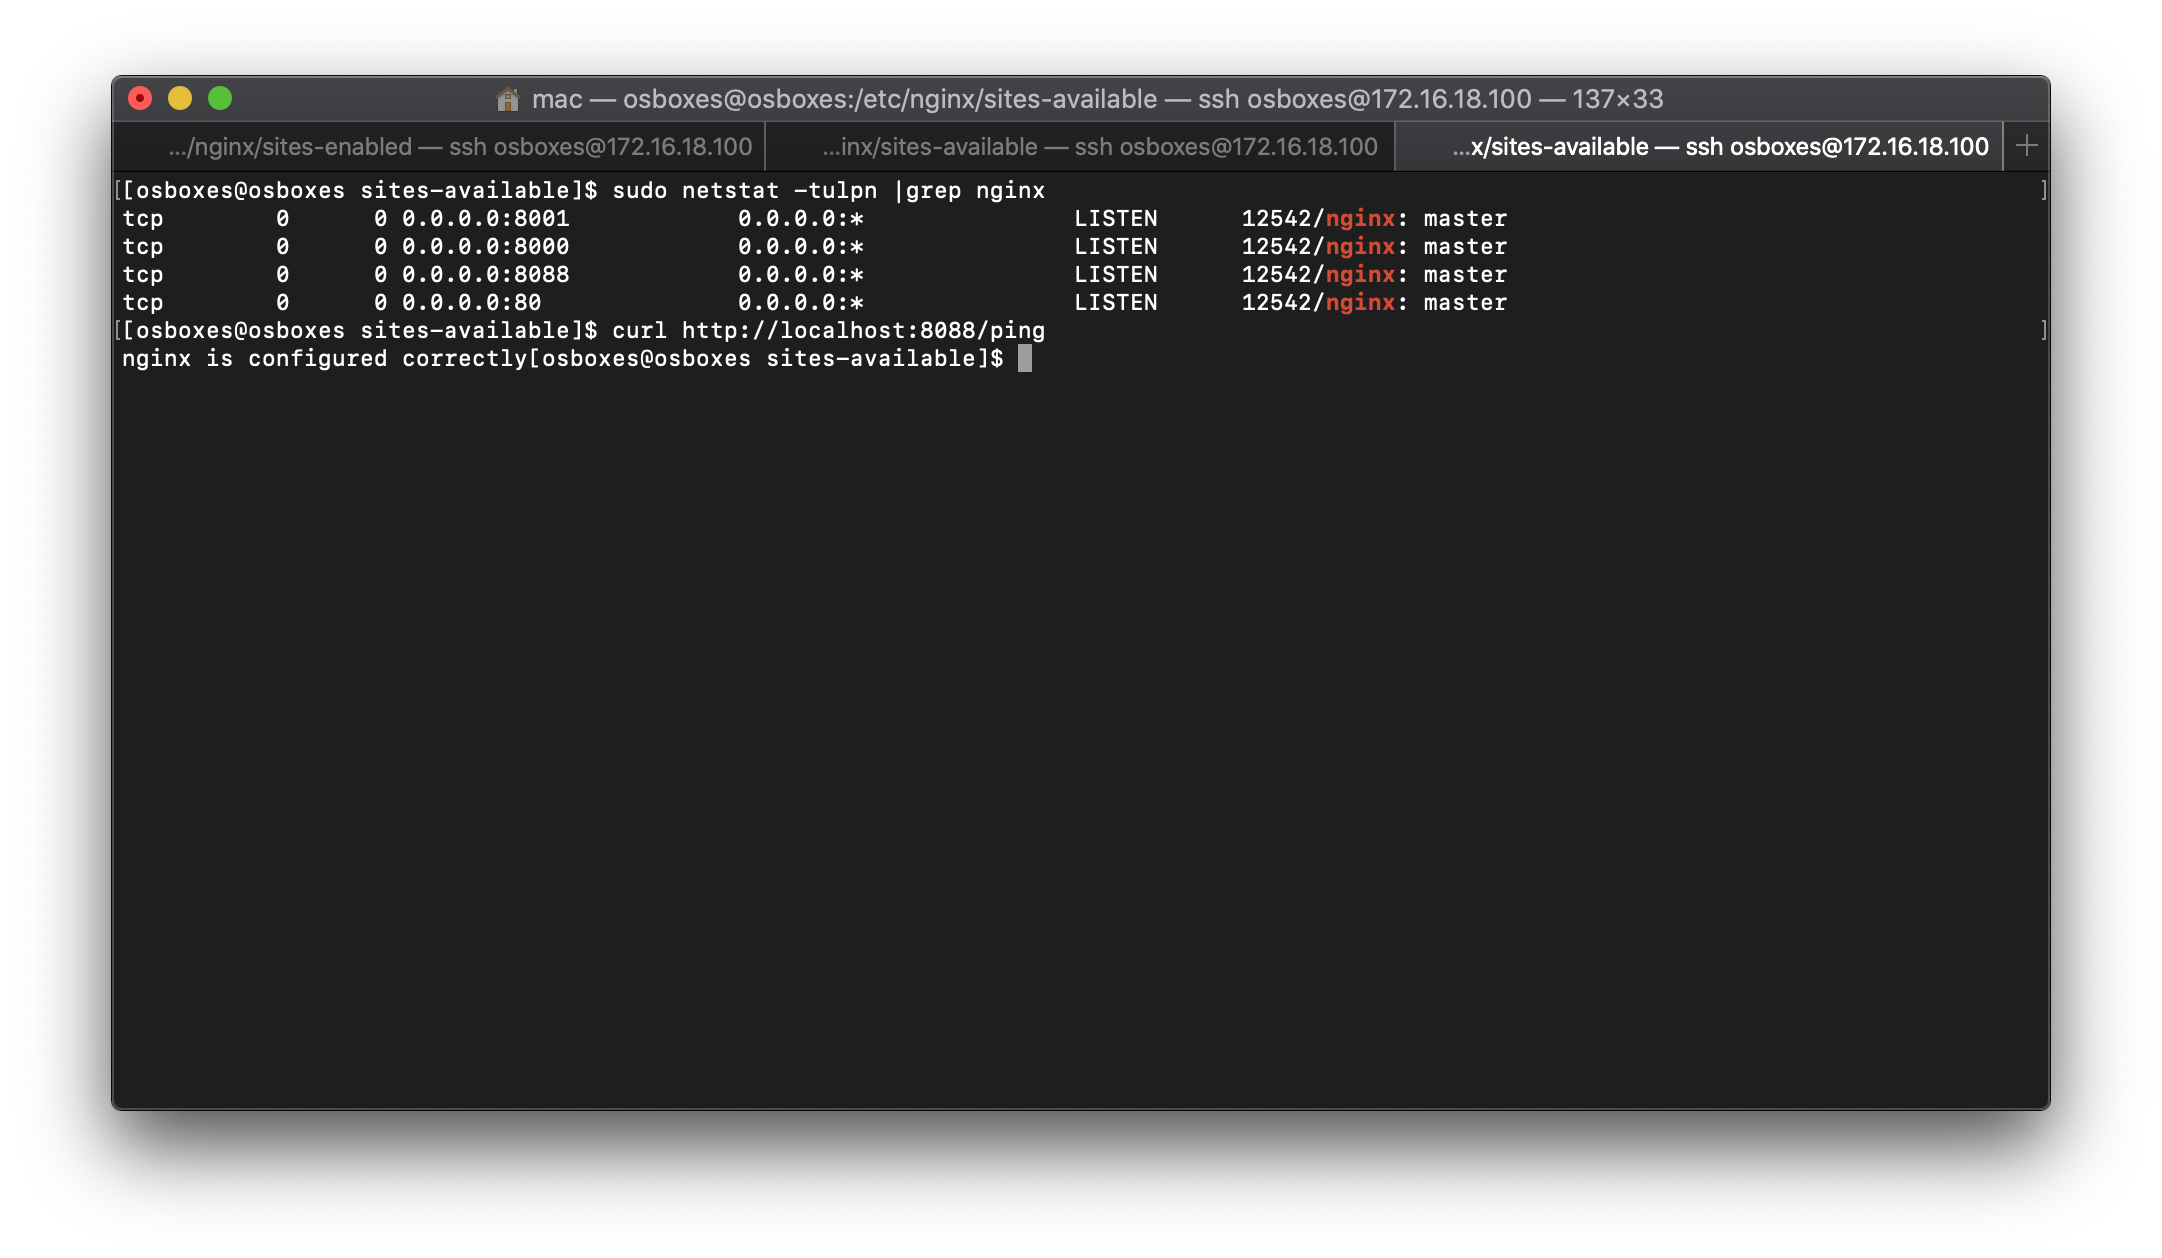 mac — osboxes@osboxes:/etc/nginx/sites-available — ssh osboxes@172.16.18.100 — 137×33
.../nginx/sites-enabled — ssh osboxes@172.16.18.100 ...inx/sites-available — ssh osboxes@172.16.18.100 ...x/sites-available — ssh osboxes@172.16.18.100 +
[[osboxes@osboxes sites-available]$ sudo netstat -tulpn |grep nginx ]
tcp        0      0 0.0.0.0:8001            0.0.0.0:*               LISTEN      12542/nginx: master
tcp        0      0 0.0.0.0:8000            0.0.0.0:*               LISTEN      12542/nginx: master
tcp        0      0 0.0.0.0:8088            0.0.0.0:*               LISTEN      12542/nginx: master
tcp        0      0 0.0.0.0:80              0.0.0.0:*               LISTEN      12542/nginx: master
[[osboxes@osboxes sites-available]$ curl http://localhost:8088/ping ]
nginx is configured correctly[osboxes@osboxes sites-available]$